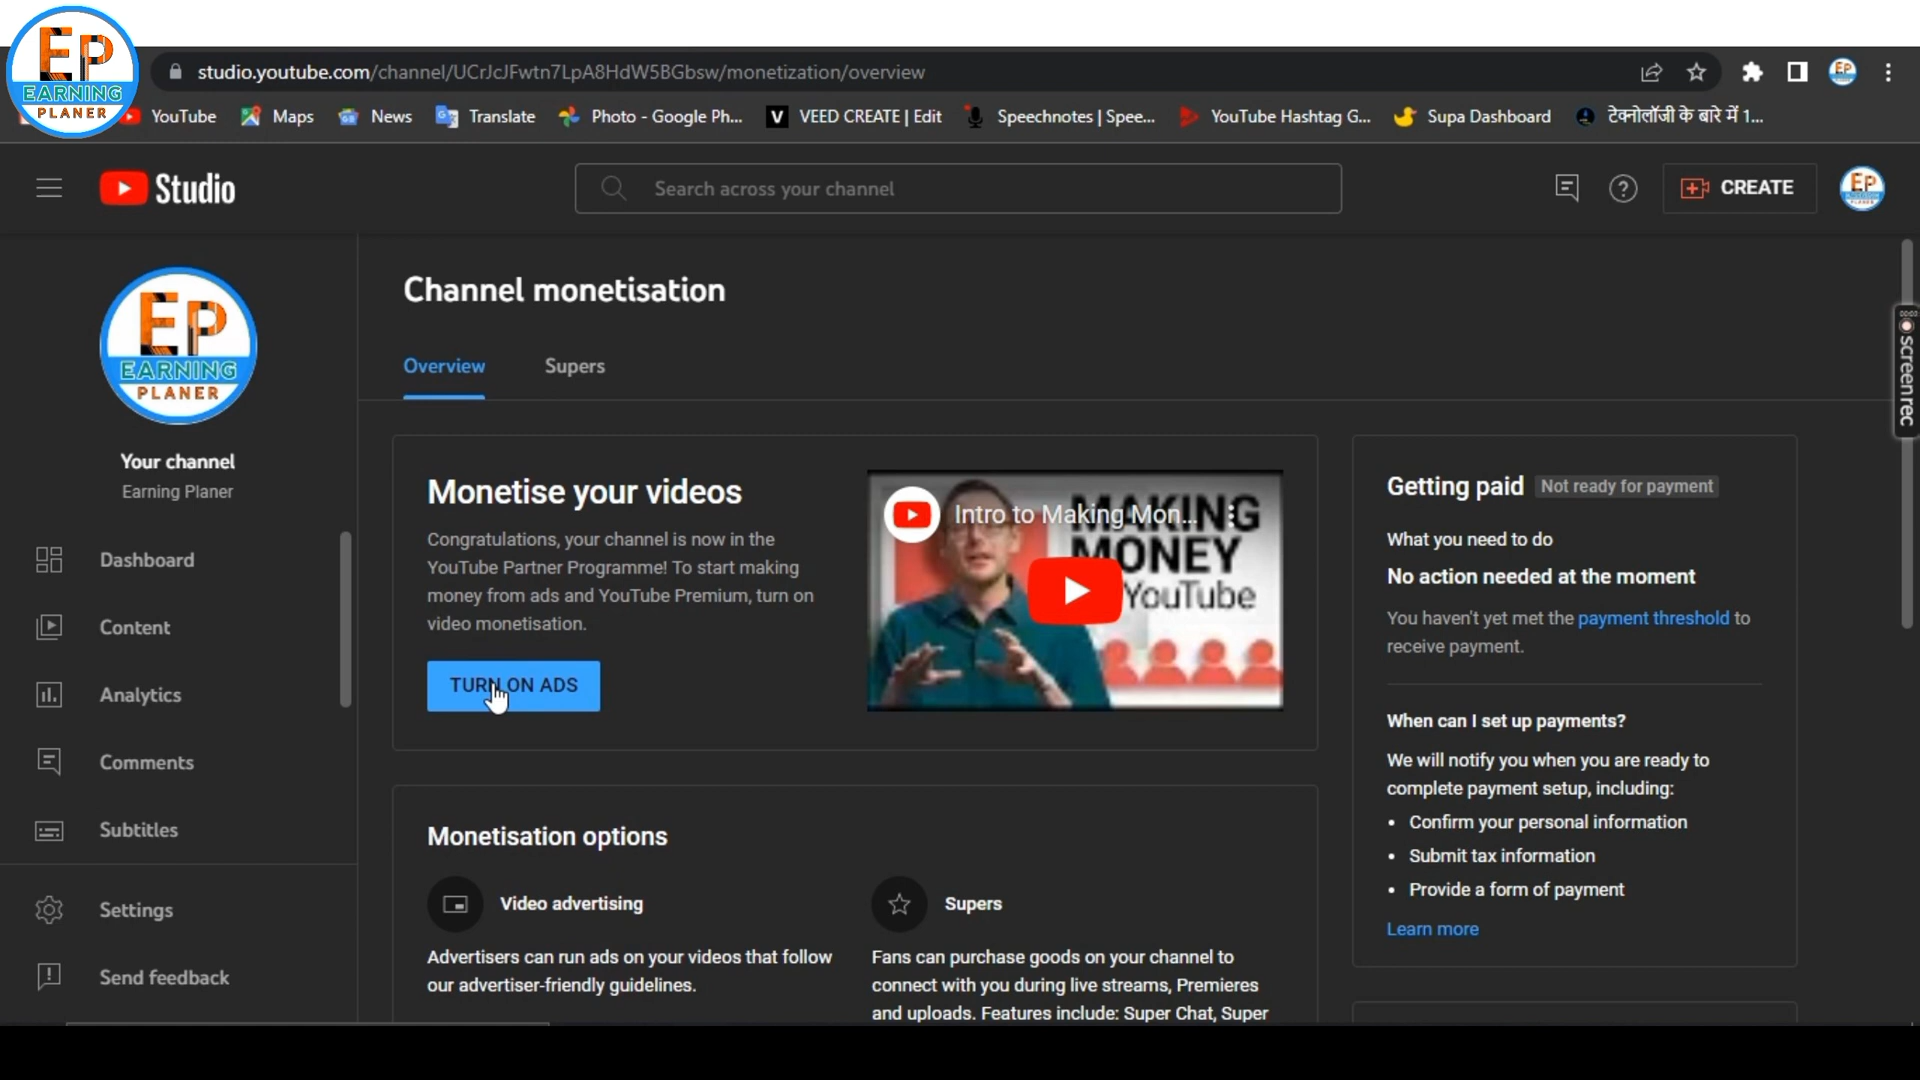 EP
EARNING
PLANER
studio.youtube.com/channel/UCrJcJFwtn7LpA8HdW5BGbsw/monetization/overview
YouTube
Maps
News
Translate
Photo - Google Ph...
VEED CREATE | Edit
Speechnotes | Spee...
YouTube Hashtag G...
Supa Dashboard
टेक्नोलॉजी के बारे में 1...
Studio
Search across your channel
CREATE
EP
EARNING
PLANER
Your channel
Earning Planer
Dashboard
Content
Analytics
Comments
Subtitles
Settings
Send feedback
Channel monetisation
Overview
Supers
Monetise your videos
Congratulations, your channel is now in the
YouTube Partner Programme! To start making
money from ads and YouTube Premium, turn on
video monetisation.
TURN ON ADS
Intro to Making Mon...
MAKING
MONEY
YouTube
Monetisation options
Video advertising
Advertisers can run ads on your videos that follow
our advertiser-friendly guidelines.
Supers
Fans can purchase goods on your channel to
connect with you during live streams, Premieres
and uploads. Features include: Super Chat, Super
Getting paid
Not ready for payment
What you need to do
No action needed at the moment
You haven't yet met the payment threshold to
receive payment.
When can I set up payments?
We will notify you when you are ready to
complete payment setup, including:
• Confirm your personal information
• Submit tax information
• Provide a form of payment
Learn more
screenrec